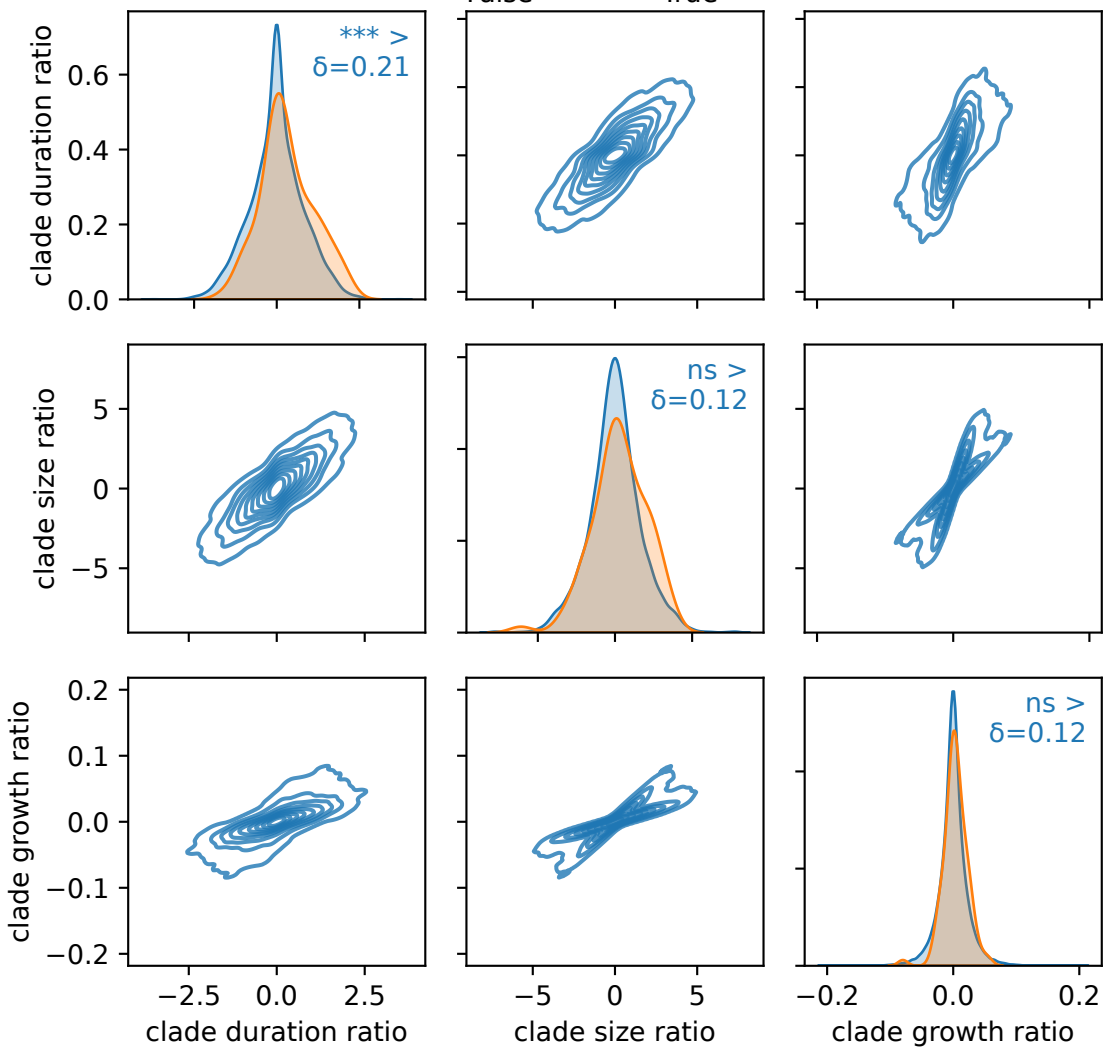 False True
clade duration ratio
0.6
0.4
0.2
0.0
*** >
δ=0.21
clade size ratio
5
0
−5
ns >
δ=0.12
clade growth ratio
0.2
0.1
0.0
−0.1
−0.2
ns >
δ=0.12
−2.5 0.0 2.5
−5 0 5
−0.2 0.0 0.2
clade duration ratio
clade size ratio
clade growth ratio